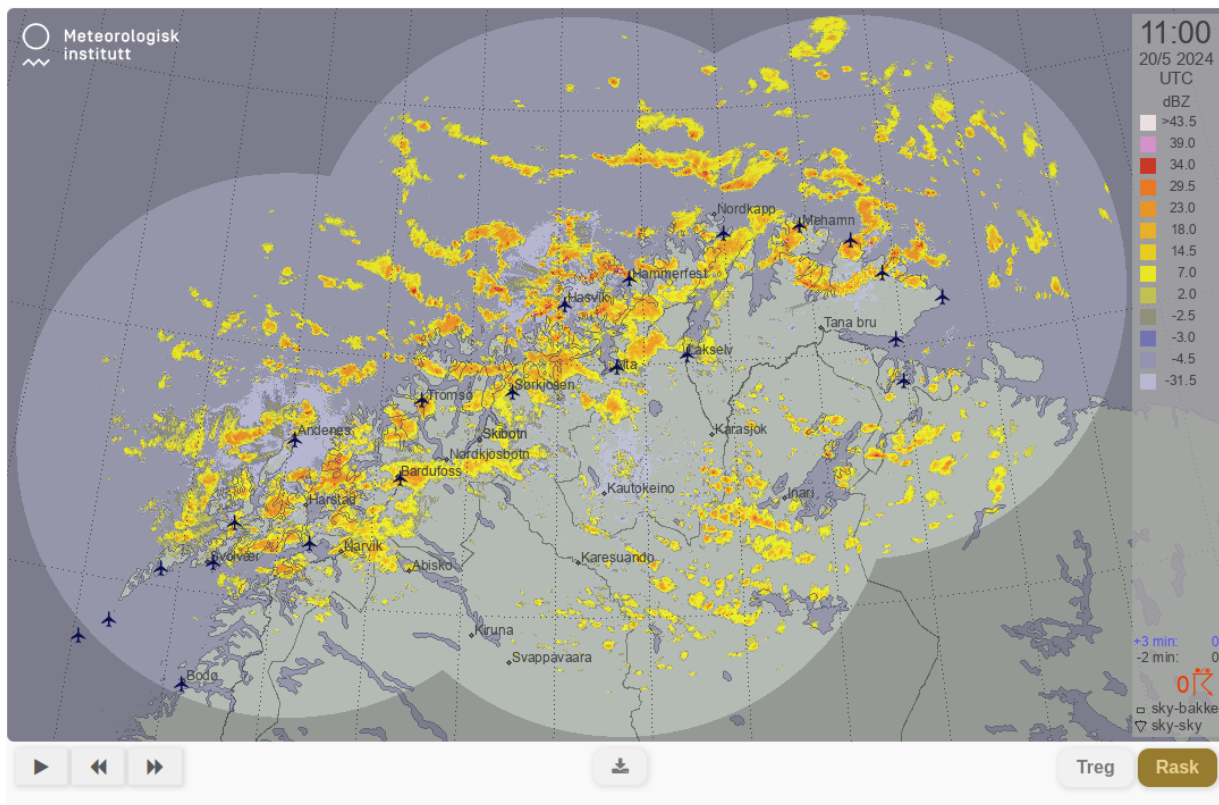 Meteorologisk
institutt
11:00
20/5 2024
UTC
dBZ
>43.5
39.0
34.0
29.5
23.0
18.0
14.5
7.0
2.0
-2.5
-3.0
-4.5
-31.5
Nordkapp
Mehamn
Hammerfest
Hasvik
Tana bru
Lakselv
Alta
Sørkjosen
Tromsø
Andenes
Skibotn
Karasjok
Nordkjosbotn
Bardufoss
Kautokeino
Inari
Harstad
Narvik
Svolvær
Karesuando
Abisko
Kiruna
Svappavaara
Bodø
+3 min: 0
-2 min: 0
0
sky-bakke
sky-sky
Treg
Rask